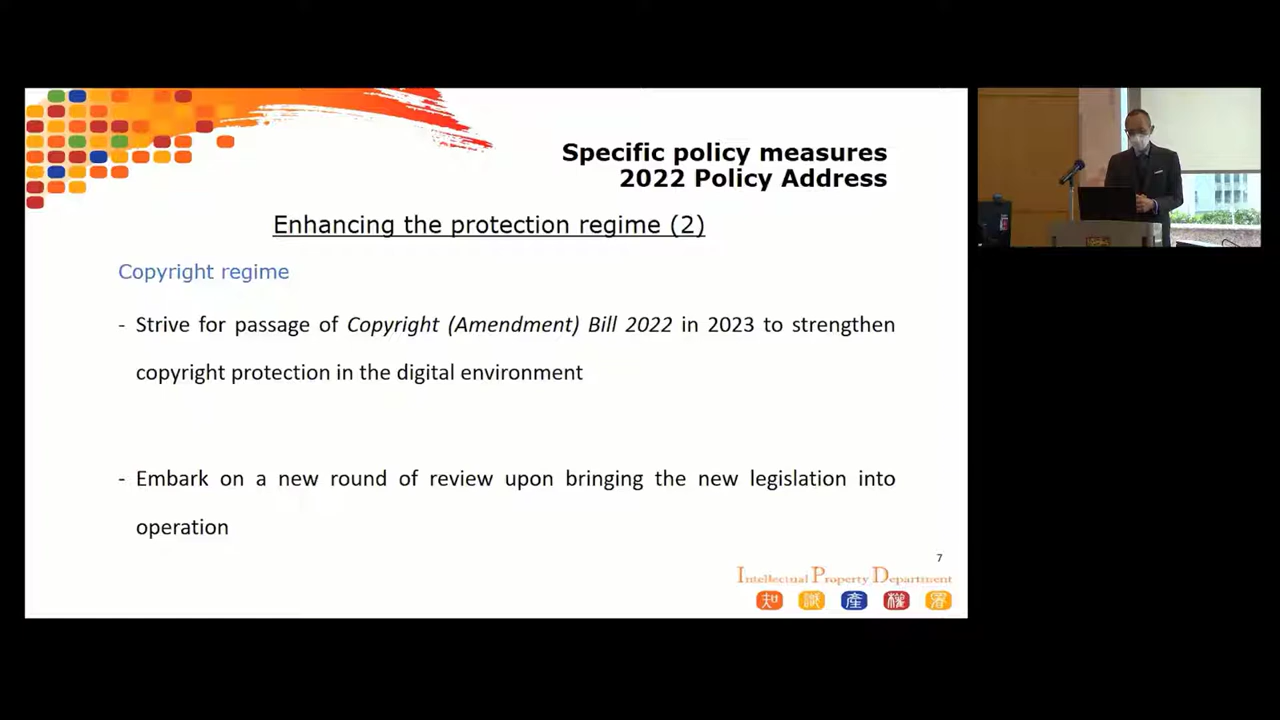 Specific policy measures
2022 Policy Address
Enhancing the protection regime (2)
Copyright regime
- Strive for passage of Copyright (Amendment) Bill 2022 in 2023 to strengthen
copyright protection in the digital environment
- Embark on a new round of review upon bringing the new legislation into
operation
7
Intellectual Property Department
知識產權署